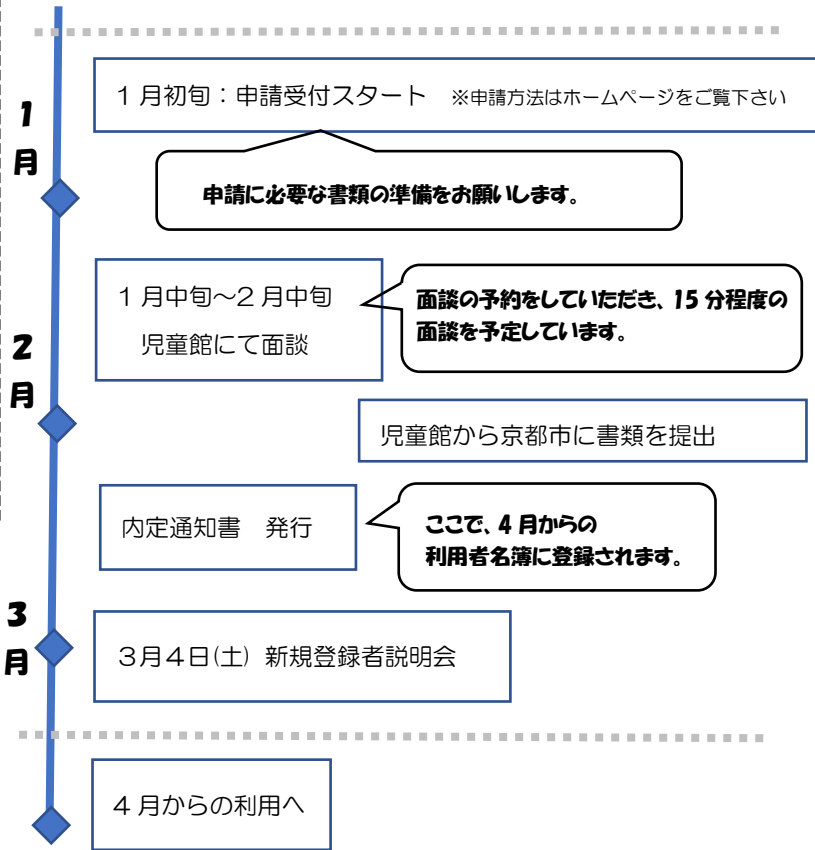 1月
１月初旬：申請受付スタート　※申請方法はホームページをご覧下さい
申請に必要な書類の準備をお願いします。
１月中旬～２月中旬
児童館にて面談
面談の予約をしていただき、15分程度の
面談を予定しています。
2月
児童館から京都市に書類を提出
内定通知書　発行
ここで、4月からの
利用者名簿に登録されます。
3月
３月４日(土) 新規登録者説明会
４月からの利用へ